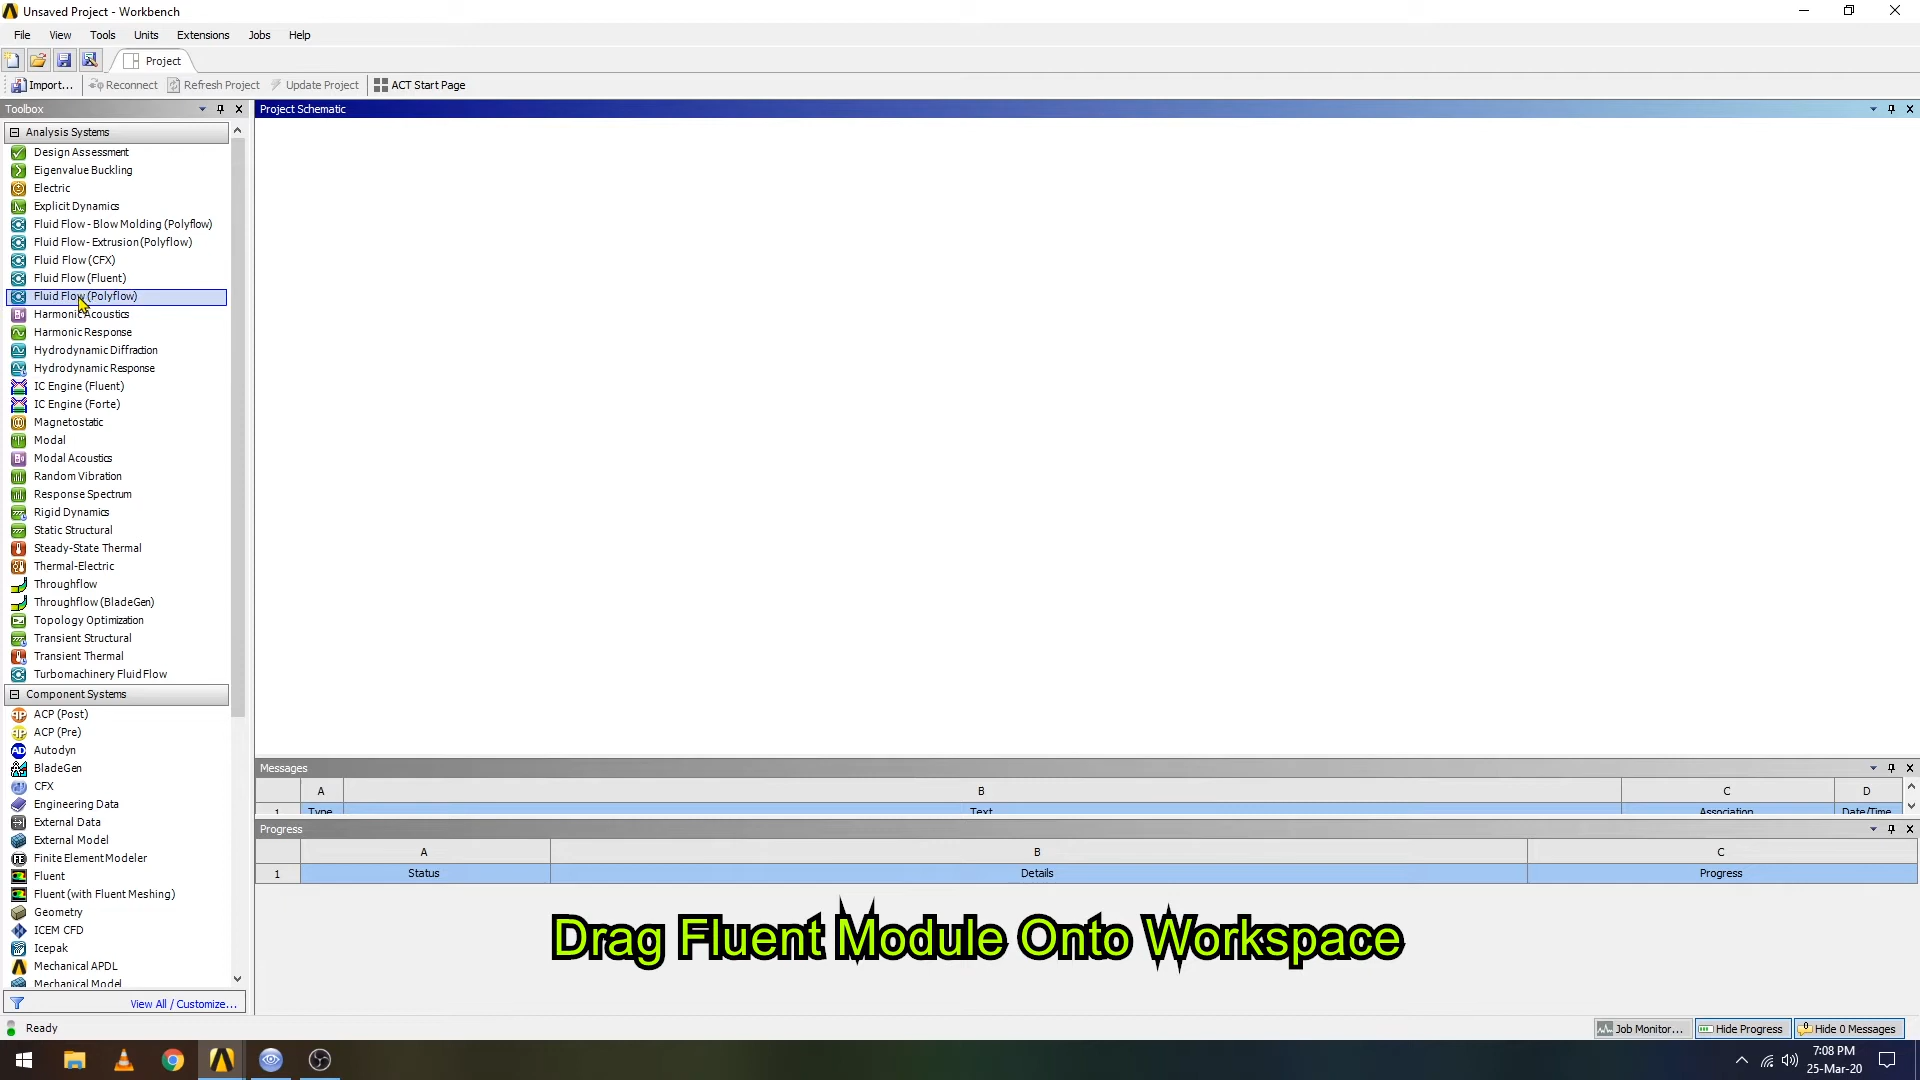 Unsaved Project - Workbench
File View Tools Units Extensions Jobs Help
Project
Import... Reconnect Refresh Project Update Project ACT Start Page
Toolbox
Analysis Systems
Design Assessment
Eigenvalue Buckling
Electric
Explicit Dynamics
Fluid Flow - Blow Molding (Polyflow)
Fluid Flow - Extrusion (Polyflow)
Fluid Flow (CFX)
Fluid Flow (Fluent)
Fluid Flow (Polyflow)
Harmonic Acoustics
Harmonic Response
Hydrodynamic Diffraction
Hydrodynamic Response
IC Engine (Fluent)
IC Engine (Forte)
Magnetostatic
Modal
Modal Acoustics
Random Vibration
Response Spectrum
Rigid Dynamics
Static Structural
Steady-State Thermal
Thermal-Electric
Throughflow
Throughflow (BladeGen)
Topology Optimization
Transient Structural
Transient Thermal
Turbomachinery Fluid Flow
Component Systems
ACP (Post)
ACP (Pre)
Autodyn
BladeGen
CFX
Engineering Data
External Data
External Model
Finite Element Modeler
Fluent
Fluent (with Fluent Meshing)
Geometry
ICEM CFD
Icepak
Mechanical APDL
Mechanical Model
View All / Customize...
Project Schematic
Messages
A B C D
1 Type Text Association Date/Time
Progress
A B C
1 Status Details Progress
Drag Fluent Module Onto Workspace
Ready
Job Monitor... Hide Progress Hide 0 Messages
7:08 PM
25-Mar-20